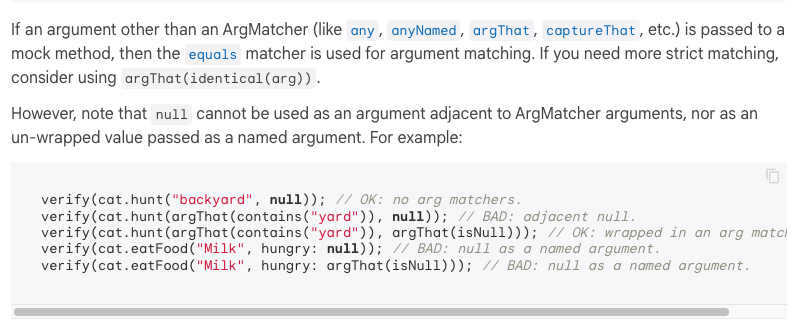 If an argument other than an ArgMatcher (like any, anyNamed, argThat, captureThat, etc.) is passed to a
mock method, then the equals matcher is used for argument matching. If you need more strict matching,
consider using argThat(identical(arg)).
However, note that null cannot be used as an argument adjacent to ArgMatcher arguments, nor as an
un-wrapped value passed as a named argument. For example:
verify(cat.hunt("backyard", null)); // OK: no arg matchers.
verify(cat.hunt(argThat(contains("yard")), null)); // BAD: adjacent null.
verify(cat.hunt(argThat(contains("yard")), argThat(isNull))); // OK: wrapped in an arg matc
verify(cat.eatFood("Milk", hungry: null)); // BAD: null as a named argument.
verify(cat.eatFood("Milk", hungry: argThat(isNull))); // BAD: null as a named argument.